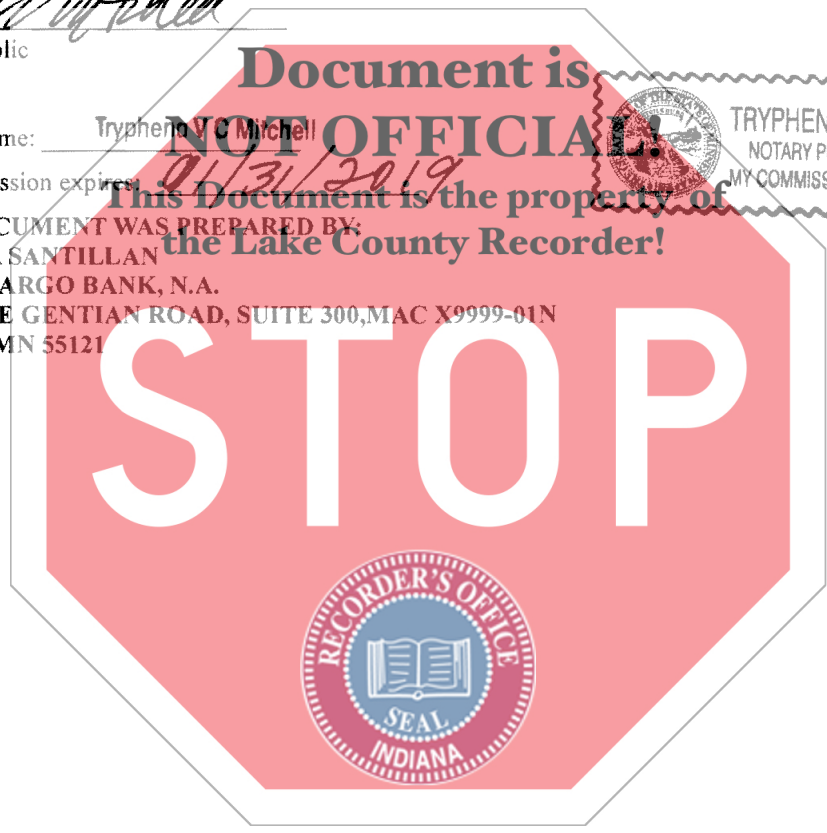 Document is
lic
me: Tryphena V C Mitchell
NOT OFFICIAL!
TRYPHEN
NOTARY P
MY COMMISS
ssion expires: 01/31/2019
This Document is the property of
CUMENT WAS PREPARED BY:
the Lake County Recorder!
SANTILLAN
ARGO BANK, N.A.
E GENTIAN ROAD, SUITE 300,MAC X9999-01N
MN 55121
STOP
RECORDER'S OFFICE
SEAL
INDIANA